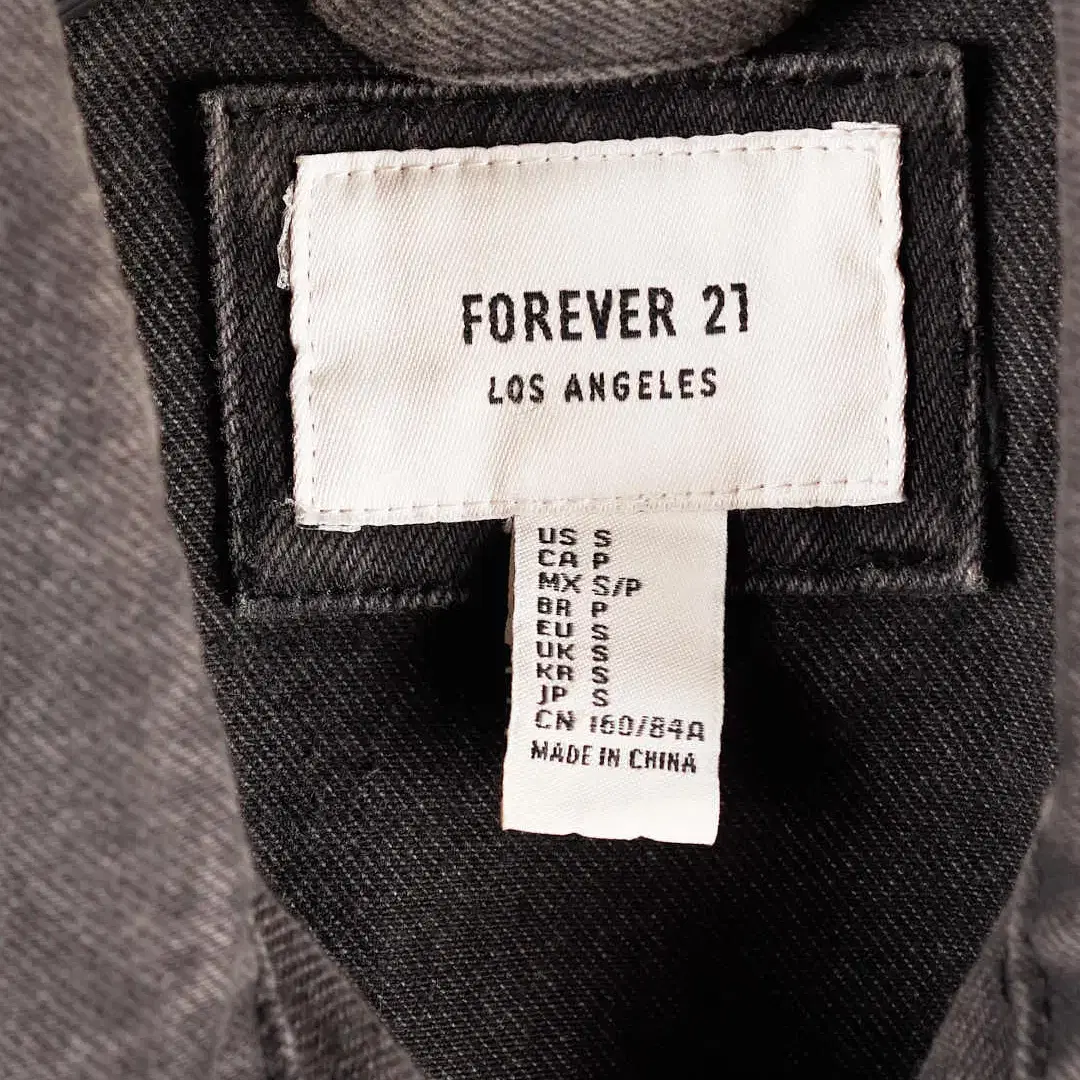 FOREVER 21
LOS ANGELES
US S
CA P
MX S/P
BR P
EU S
UK S
KR S
JP S
CN 160/84A
MADE IN CHINA